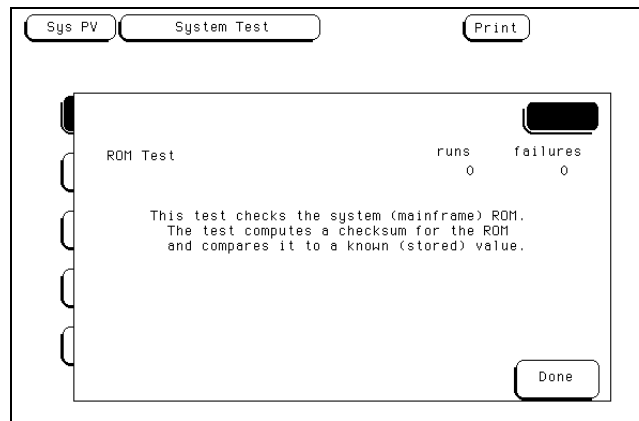 Sys PV System Test Print
ROM Test runs failures
0 0
This test checks the system (mainframe) ROM.
The test computes a checksum for the ROM
and compares it to a known (stored) value.
Done